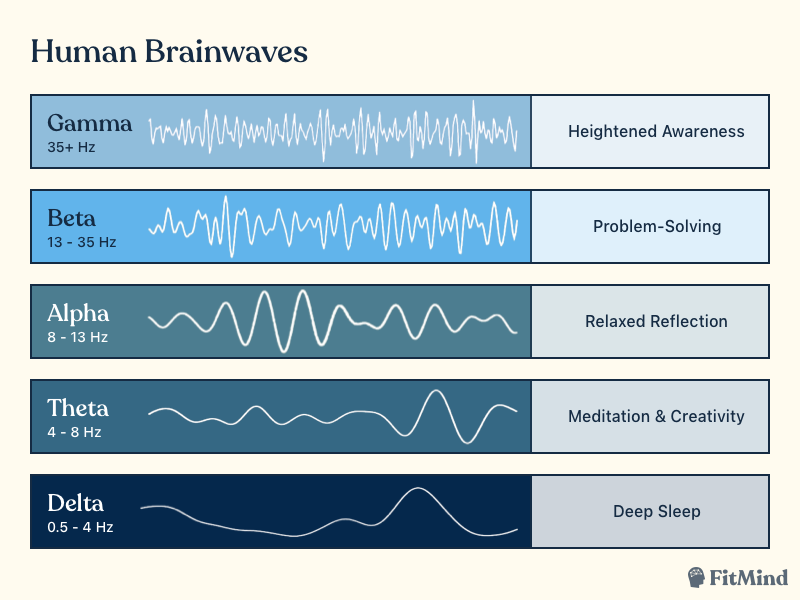 Human Brainwaves
Gamma
35+ Hz
Heightened Awareness
Beta
13 - 35 Hz
Problem-Solving
Alpha
8 - 13 Hz
Relaxed Reflection
Theta
4 - 8 Hz
Meditation & Creativity
Delta
0.5 - 4 Hz
Deep Sleep
FitMind